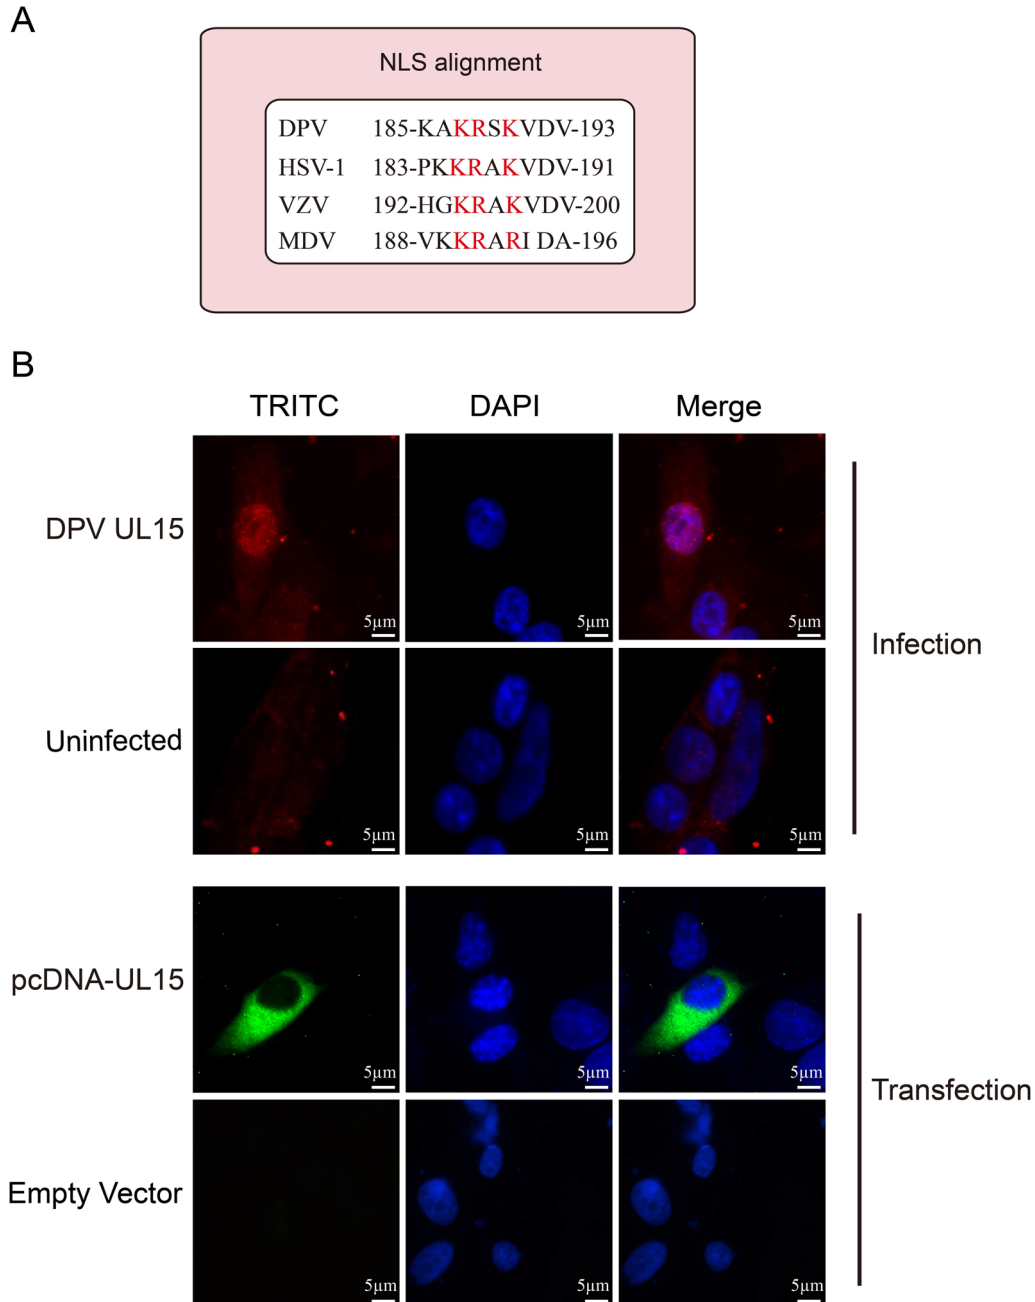 A
NLS alignment
DPV 185-KAKRSKVDV-193
HSV-1 183-PKKRAKVDV-191
VZV 192-HGKRAKVDV-200
MDV 188-VKKRARI DA-196
B
TRITC DAPI Merge
DPV UL15
5µm 5µm 5µm
Infection
Uninfected
5µm 5µm 5µm
pcDNA-UL15
5µm 5µm 5µm
Transfection
Empty Vector
5µm 5µm 5µm